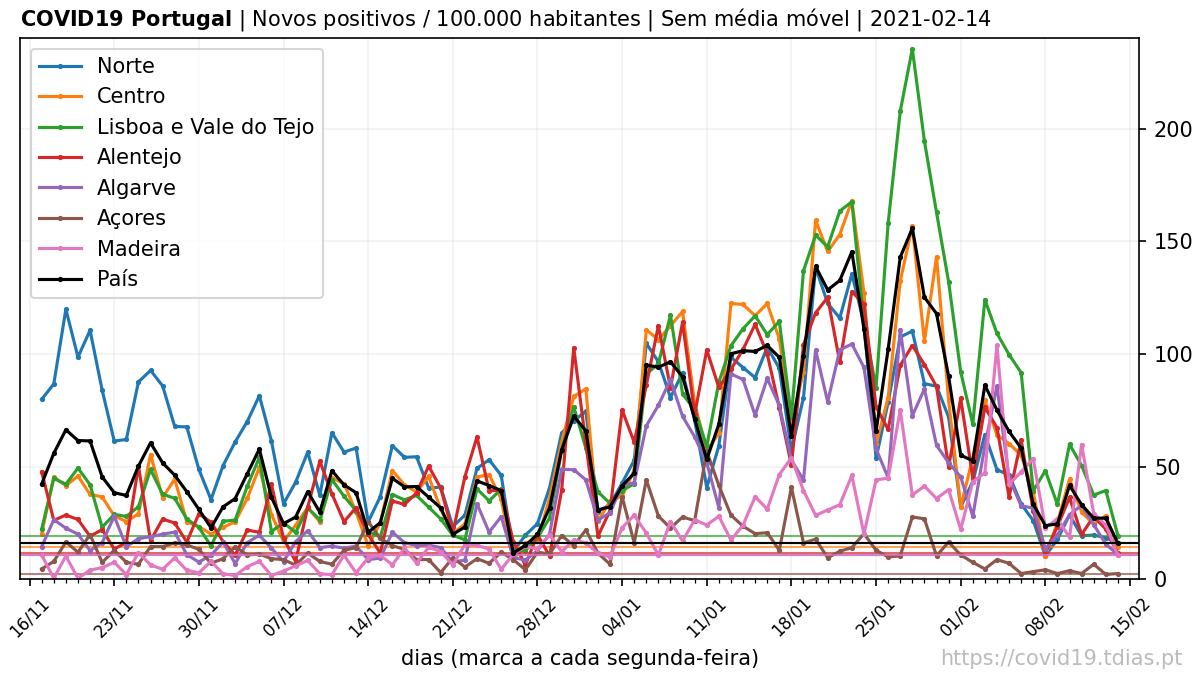 COVID19 Portugal | Novos positivos / 100.000 habitantes | Sem média móvel | 2021-02-14
Norte
Centro
Lisboa e Vale do Tejo
Alentejo
Algarve
Açores
Madeira
País
200
150
100
50
0
16/11
23/11
30/11
07/12
14/12
21/12
28/12
04/01
11/01
18/01
25/01
01/02
08/02
15/02
dias (marca a cada segunda-feira)
https://covid19.tdias.pt